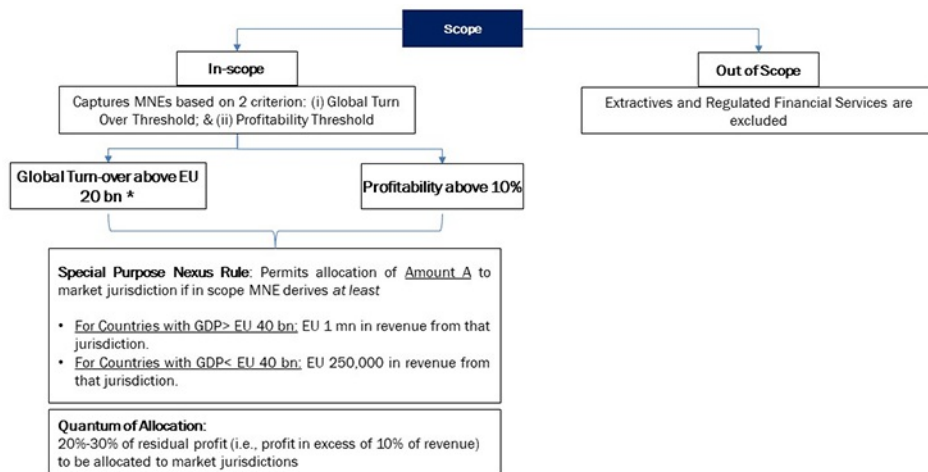 Scope
In-scope
Captures MNEs based on 2 criterion: (i) Global Turn
Over Threshold; & (ii) Profitability Threshold
Out of Scope
Extractives and Regulated Financial Services are
excluded
Global Turn-over above EU
20 bn *
Profitability above 10%
Special Purpose Nexus Rule: Permits allocation of Amount A to
market jurisdiction if in scope MNE derives at least
• For Countries with GDP> EU 40 bn: EU 1 mn in revenue from that
jurisdiction.
• For Countries with GDP< EU 40 bn: EU 250,000 in revenue from
that jurisdiction.
Quantum of Allocation:
20%-30% of residual profit (i.e., profit in excess of 10% of revenue)
to be allocated to market jurisdictions